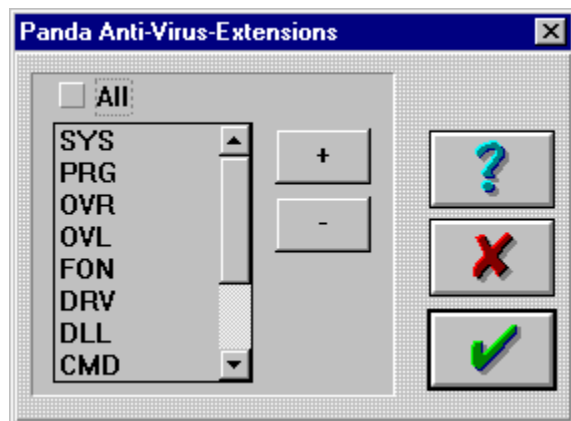 Panda Anti-Virus-Extensions
All
SYS
PRG
OVR
OVL
FON
DRV
DLL
CMD
+
-
?